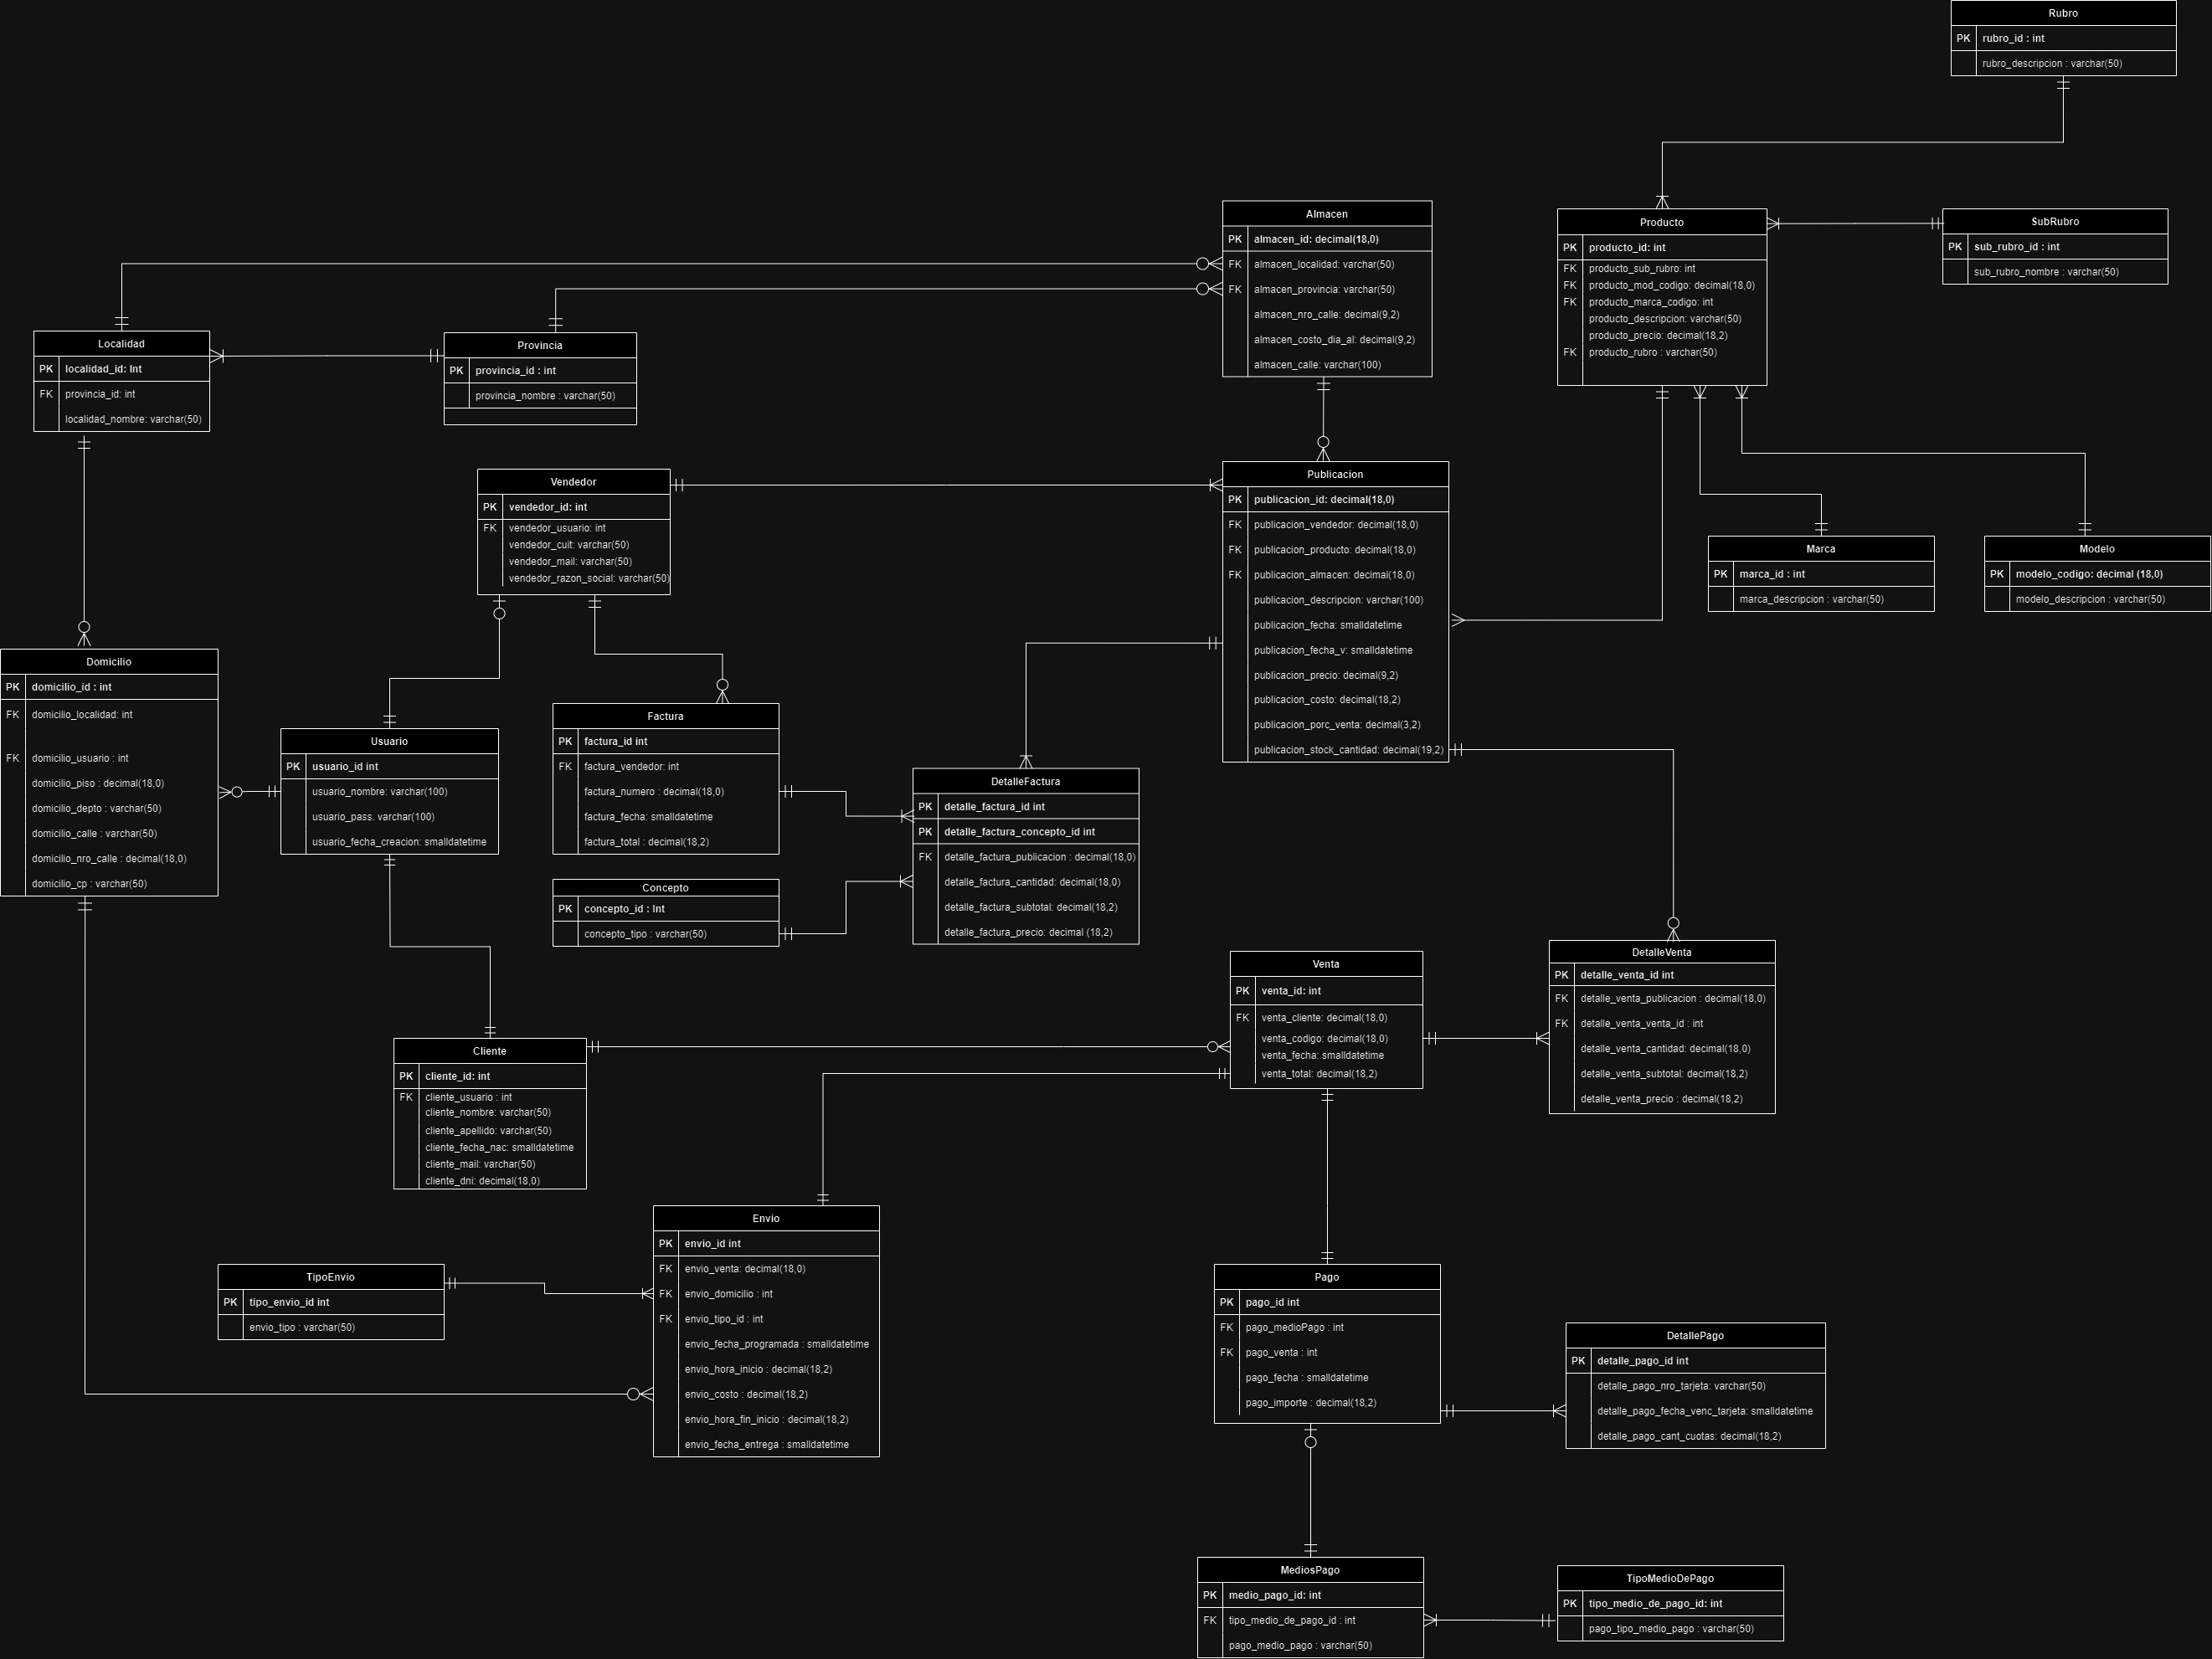 Rubro
PK rubro_id : int
rubro_descripcion : varchar(50)
Almacen
PK almacen_id: decimal(18,0)
FK almacen_localidad: varchar(50)
FK almacen_provincia: varchar(50)
almacen_nro_calle: decimal(9,2)
almacen_costo_dia_al: decimal(9,2)
almacen_calle: varchar(100)
Producto
PK producto_id: int
FK producto_sub_rubro: int
FK producto_mod_codigo: decimal(18,0)
FK producto_marca_codigo: int
producto_descripcion: varchar(50)
producto_precio: decimal(18,2)
FK producto_rubro : varchar(50)
SubRubro
PK sub_rubro_id : int
sub_rubro_nombre : varchar(50)
Localidad
PK localidad_id: Int
FK provincia_id: int
localidad_nombre: varchar(50)
Provincia
PK provincia_id : int
provincia_nombre : varchar(50)
Vendedor
PK vendedor_id: int
FK vendedor_usuario: int
vendedor_cuit: varchar(50)
vendedor_mail: varchar(50)
vendedor_razon_social: varchar(50)
Publicacion
PK publicacion_id: decimal(18,0)
FK publicacion_vendedor: decimal(18,0)
FK publicacion_producto: decimal(18,0)
FK publicacion_almacen: decimal(18,0)
publicacion_descripcion: varchar(100)
publicacion_fecha: smalldatetime
publicacion_fecha_v: smalldatetime
publicacion_precio: decimal(9,2)
publicacion_costo: decimal(18,2)
publicacion_porc_venta: decimal(3,2)
publicacion_stock_cantidad: decimal(19,2)
Marca
PK marca_id : int
marca_descripcion : varchar(50)
Modelo
PK modelo_codigo: decimal (18,0)
modelo_descripcion : varchar(50)
Domicilio
PK domicilio_id : int
FK domicilio_localidad: int
FK domicilio_usuario : int
domicilio_piso : decimal(18,0)
domicilio_depto : varchar(50)
domicilio_calle : varchar(50)
domicilio_nro_calle : decimal(18,0)
domicilio_cp : varchar(50)
Usuario
PK usuario_id int
usuario_nombre: varchar(100)
usuario_pass. varchar(100)
usuario_fecha_creacion: smalldatetime
Factura
PK factura_id int
FK factura_vendedor: int
factura_numero : decimal(18,0)
factura_fecha: smalldatetime
factura_total : decimal(18,2)
DetalleFactura
PK detalle_factura_id int
PK detalle_factura_concepto_id int
FK detalle_factura_publicacion : decimal(18,0)
detalle_factura_cantidad: decimal(18,0)
detalle_factura_subtotal: decimal(18,2)
detalle_factura_precio: decimal (18,2)
Concepto
PK concepto_id : Int
concepto_tipo : varchar(50)
Venta
PK venta_id: int
FK venta_cliente: decimal(18,0)
venta_codigo: decimal(18,0)
venta_fecha: smalldatetime
venta_total: decimal(18,2)
DetalleVenta
PK detalle_venta_id int
FK detalle_venta_publicacion : decimal(18,0)
FK detalle_venta_venta_id : int
detalle_venta_cantidad: decimal(18,0)
detalle_venta_subtotal: decimal(18,2)
detalle_venta_precio : decimal(18,2)
Cliente
PK cliente_id: int
FK cliente_usuario : int
cliente_nombre: varchar(50)
cliente_apellido: varchar(50)
cliente_fecha_nac: smalldatetime
cliente_mail: varchar(50)
cliente_dni: decimal(18,0)
Envio
PK envio_id int
FK envio_venta: decimal(18,0)
FK envio_domicilio : int
FK envio_tipo_id : int
envio_fecha_programada : smalldatetime
envio_hora_inicio : decimal(18,2)
envio_costo : decimal(18,2)
envio_hora_fin_inicio : decimal(18,2)
envio_fecha_entrega : smalldatetime
TipoEnvio
PK tipo_envio_id int
envio_tipo : varchar(50)
Pago
PK pago_id int
FK pago_medioPago : int
FK pago_venta : int
pago_fecha : smalldatetime
pago_importe : decimal(18,2)
DetallePago
PK detalle_pago_id int
detalle_pago_nro_tarjeta: varchar(50)
detalle_pago_fecha_venc_tarjeta: smalldatetime
detalle_pago_cant_cuotas: decimal(18,2)
MediosPago
PK medio_pago_id: int
FK tipo_medio_de_pago_id : int
pago_medio_pago : varchar(50)
TipoMedioDePago
PK tipo_medio_de_pago_id: int
pago_tipo_medio_pago : varchar(50)